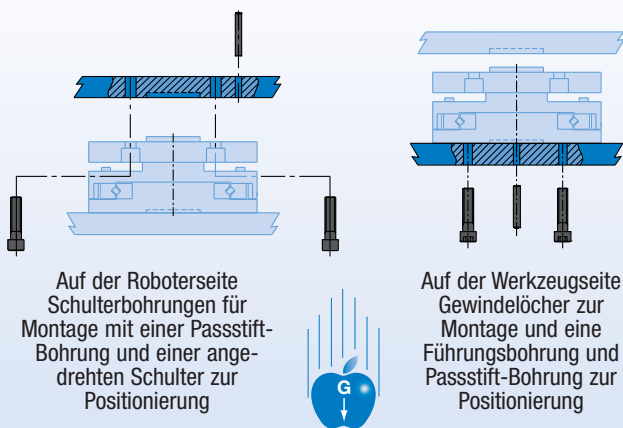 Auf der Roboterseite
Schulterbohrungen für
Montage mit einer Passstift-
Bohrung und einer ange-
drehten Schulter zur
Positionierung
G
Auf der Werkzeugseite
Gewindelöcher zur
Montage und eine
Führungsbohrung und
Passstift-Bohrung zur
Positionierung